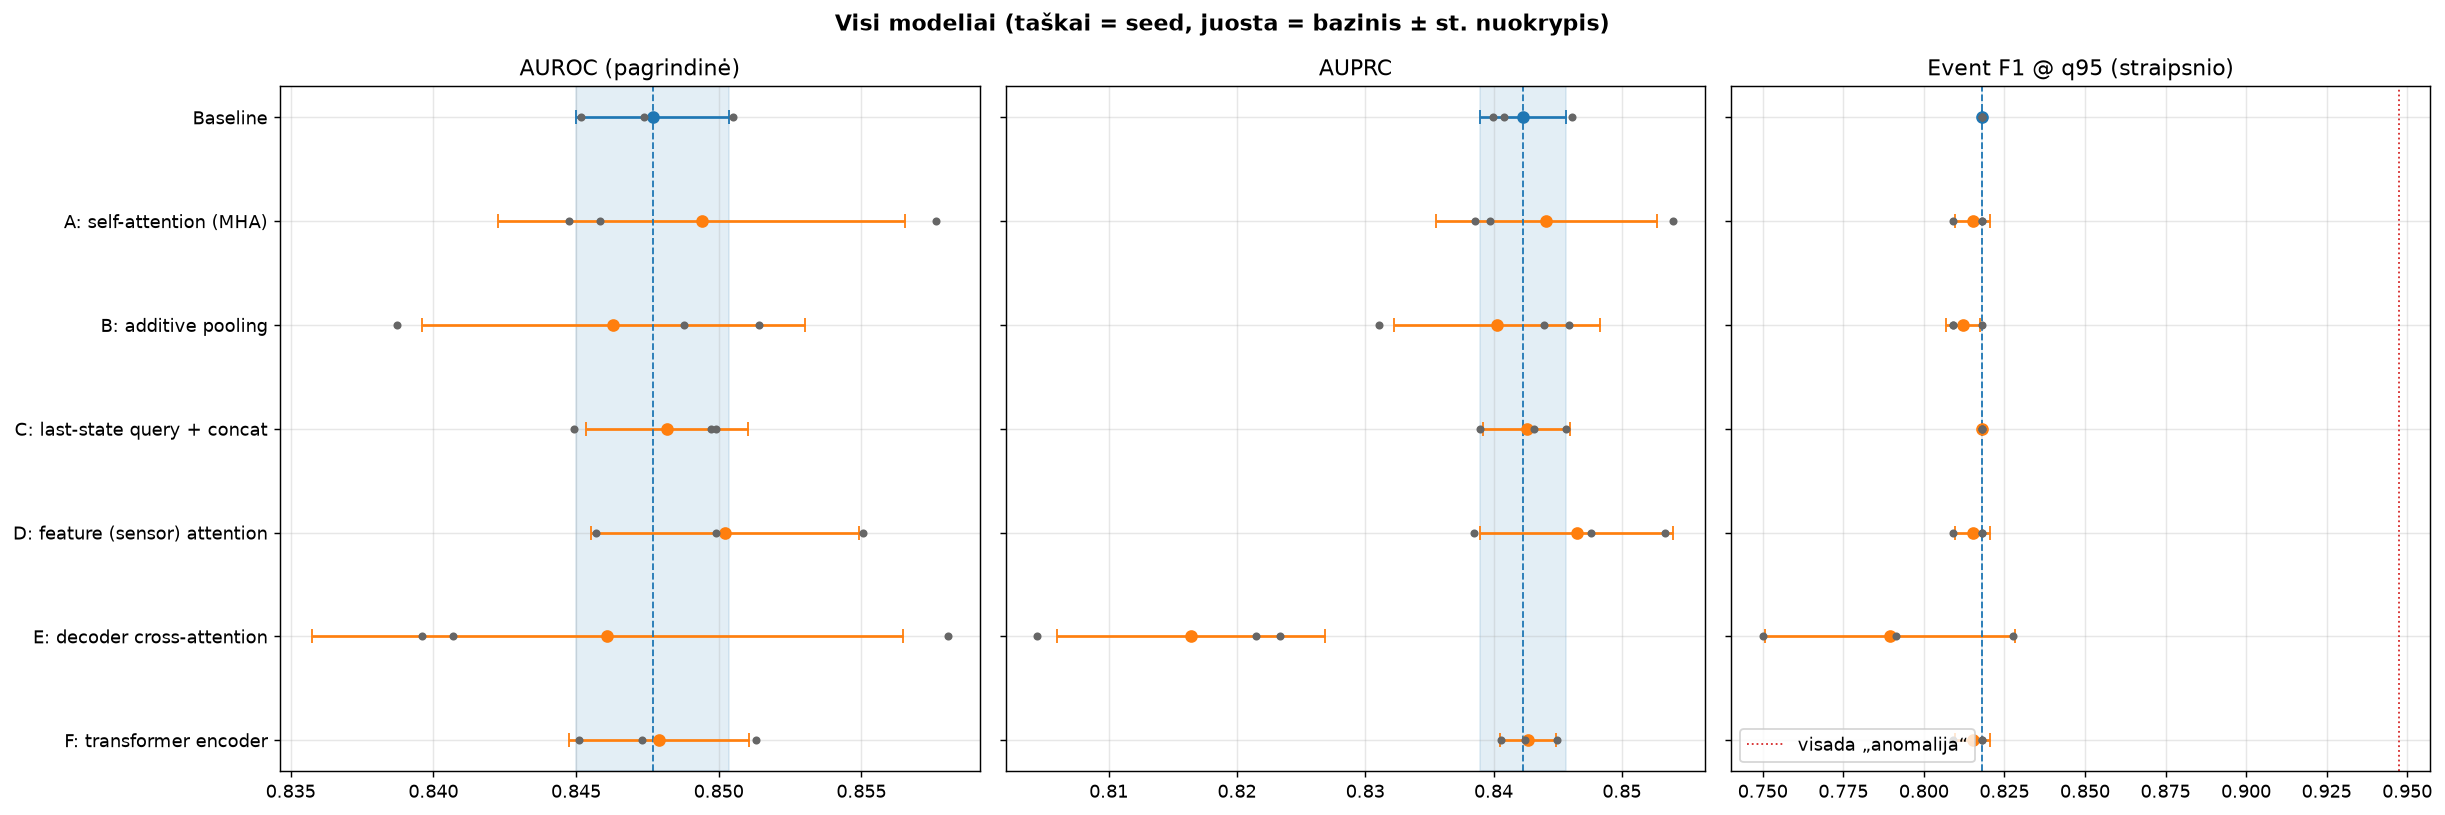 Visi modeliai (taškai = seed, juosta = bazinis ± st. nuokrypis)
AUROC (pagrindinė)
AUPRC
Event F1 @ q95 (straipsnio)
Baseline
A: self-attention (MHA)
B: additive pooling
C: last-state query + concat
D: feature (sensor) attention
E: decoder cross-attention
F: transformer encoder
visada „anomalija“
0.835 0.840 0.845 0.850 0.855
0.81 0.82 0.83 0.84 0.85
0.750 0.775 0.800 0.825 0.850 0.875 0.900 0.925 0.950